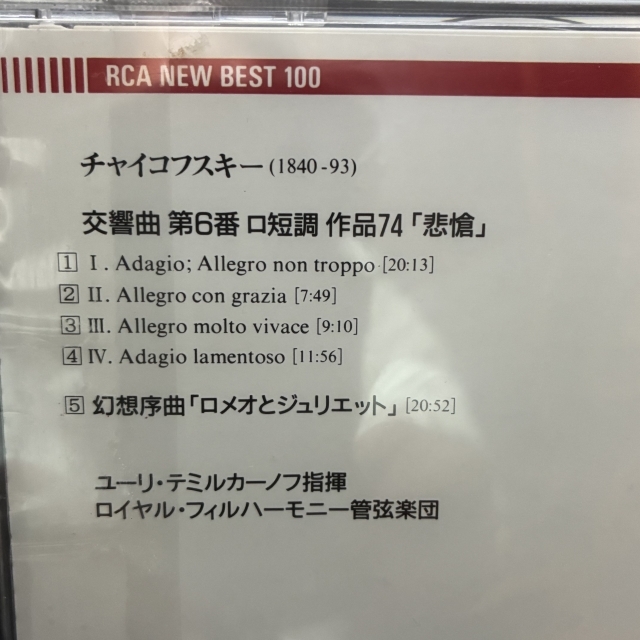 RCA NEW BEST 100
チャイコフスキー(1840-93)
交響曲 第6番 ロ短調 作品74「悲愴」
1 I. Adagio; Allegro non troppo [20:13]
2 II. Allegro con grazia [7:49]
3 III. Allegro molto vivace [9:10]
4 IV. Adagio lamentoso [11:56]
5 幻想序曲「ロメオとジュリエット」 [20:52]
ユーリ・テミルカーノフ指揮
ロイヤル・フィルハーモニー管弦楽団